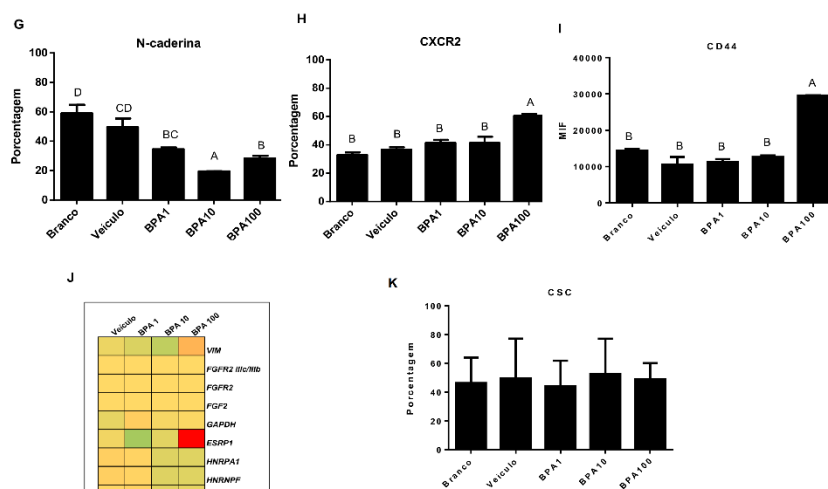 G
N-caderina
Porcentagem
100
80
60
40
20
0
D
CD
BC
A
B
Branco
Veículo
BPA1
BPA10
BPA100
H
CXCR2
Porcentagem
100
80
60
40
20
0
B
B
B
B
A
Branco
Veículo
BPA1
BPA10
BPA100
I
CD44
MIF
40000
30000
20000
10000
0
B
B
B
B
A
Branco
Veículo
BPA1
BPA10
BPA100
J
Veículo
BPA 1
BPA 10
BPA 100
VIM
FGFR2 IIIc/IIIb
FGFR2
FGF2
GAPDH
ESRP1
HNRPA1
HNRNPF
K
CSC
Porcentagem
100
80
60
40
20
0
Branco
Veículo
BPA1
BPA10
BPA100